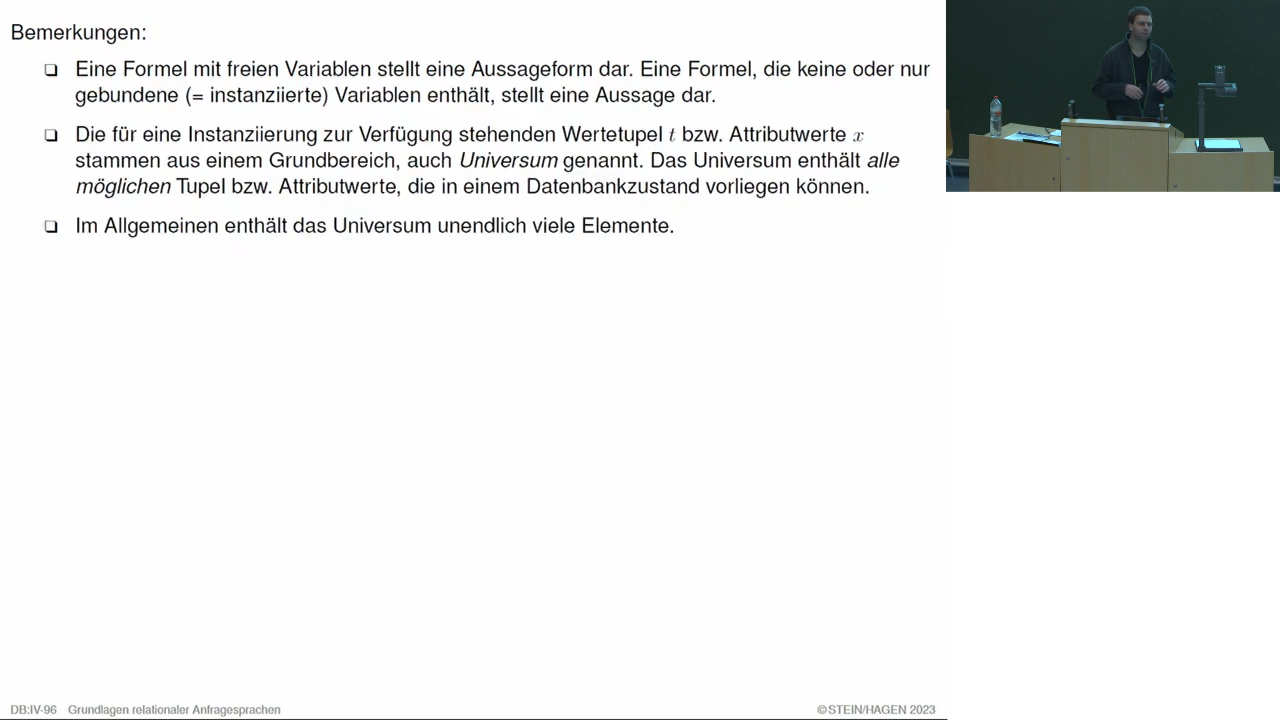 Bemerkungen:
❑ Eine Formel mit freien Variablen stellt eine Aussageform dar. Eine Formel, die keine oder nur
gebundene (= instanziierte) Variablen enthält, stellt eine Aussage dar.
❑ Die für eine Instanziierung zur Verfügung stehenden Wertetupel t bzw. Attributwerte x
stammen aus einem Grundbereich, auch Universum genannt. Das Universum enthält alle
möglichen Tupel bzw. Attributwerte, die in einem Datenbankzustand vorliegen können.
❑ Im Allgemeinen enthält das Universum unendlich viele Elemente.
DB:IV-96 Grundlagen relationaler Anfragesprachen
©STEIN/HAGEN 2023